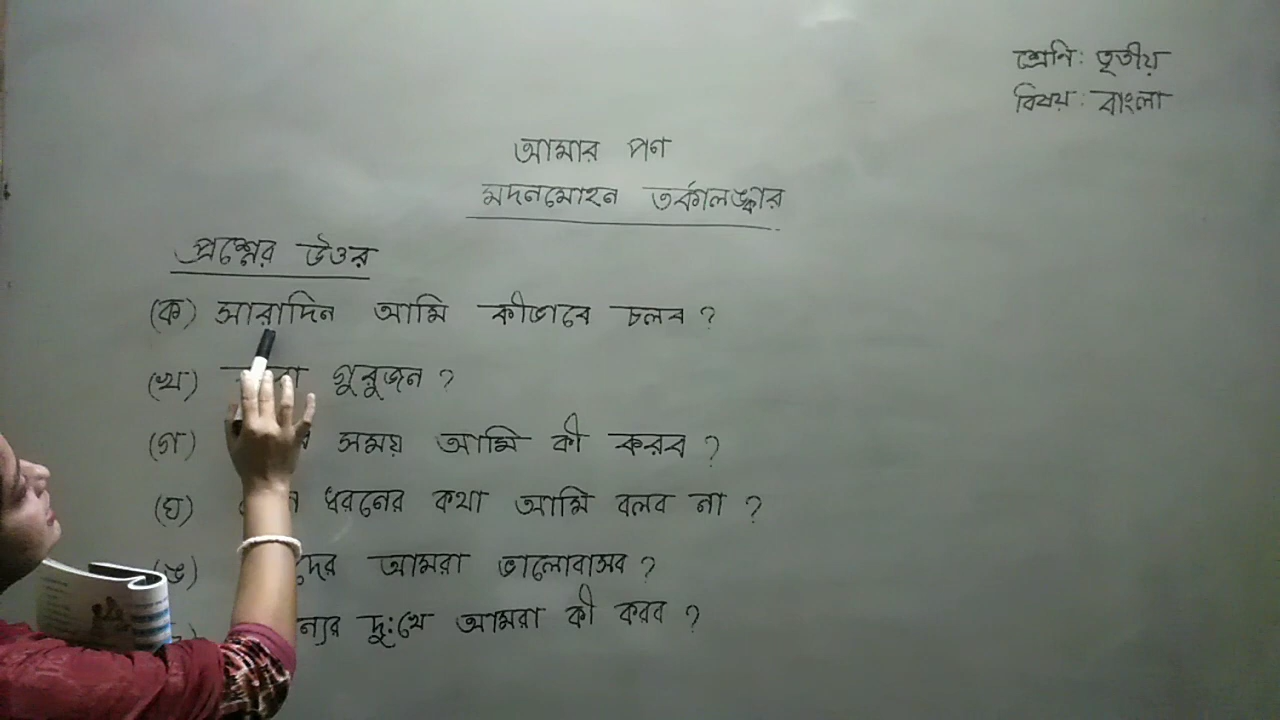 শ্রেণি: তৃতীয়
বিষয়: বাংলা
আমার পণ
মদনমোহন তর্কালঙ্কার
প্রশ্নের উত্তর
(ক) সারাদিন আমি কীভাবে চলব ?
(খ) গুরুজন ?
(গ) সময় আমি কী করব ?
(ঘ) ধরনের কথা আমি বলব না ?
(ঙ) আমরা ভালোবাসব ?
দু:খে আমরা কী করব ?